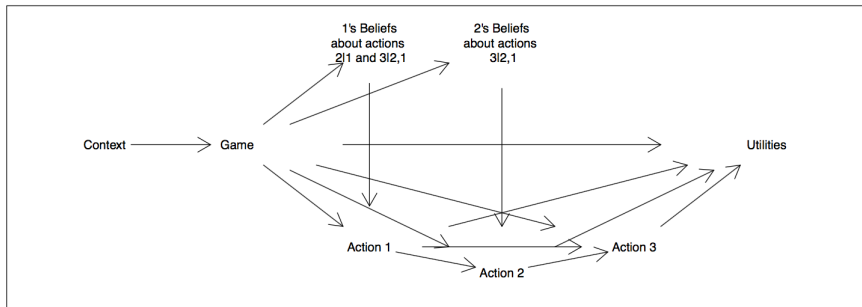 1's Beliefs
about actions
2|1 and 3|2,1
2's Beliefs
about actions
3|2,1
Context
Game
Utilities
Action 1
Action 2
Action 3